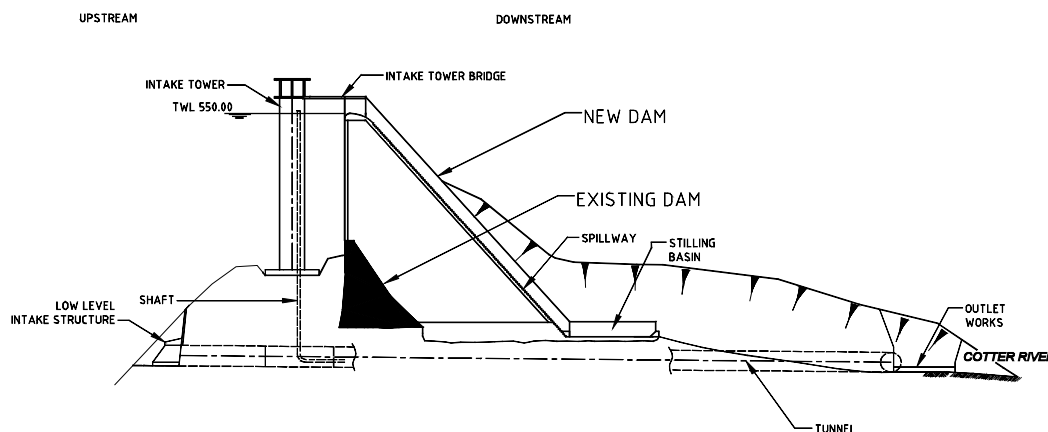 UPSTREAM
DOWNSTREAM
INTAKE TOWER
INTAKE TOWER BRIDGE
TWL 550.00
NEW DAM
EXISTING DAM
SPILLWAY
STILLING
BASIN
SHAFT
LOW LEVEL
INTAKE STRUCTURE
OUTLET
WORKS
COTTER RIVER
TUNNEL